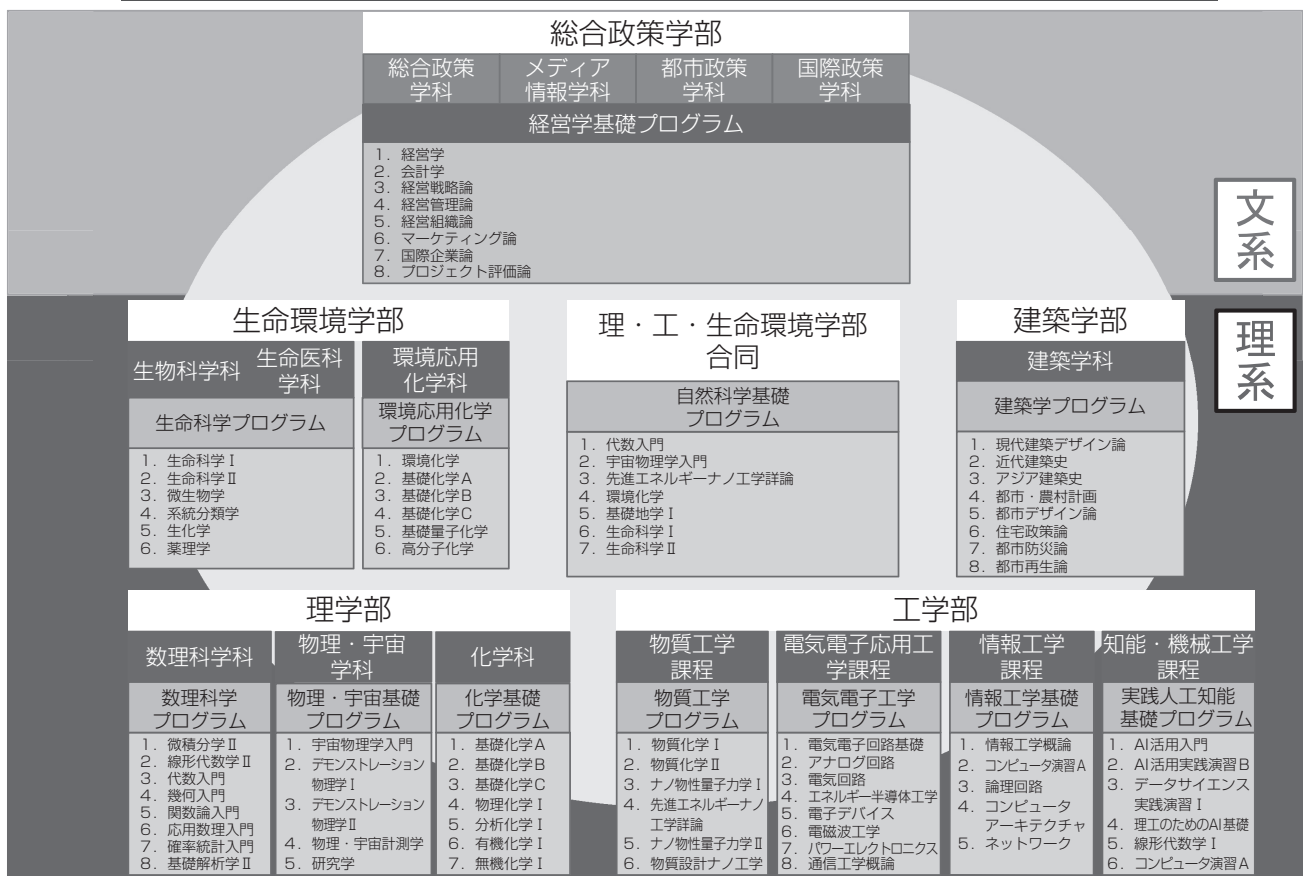 総合政策学部
総合政策
学科
メディア
情報学科
都市政策
学科
国際政策
学科
経営学基礎プログラム
1. 経営学
2. 会計学
3. 経営戦略論
4. 経営管理論
5. 経営組織論
6. マーケティング論
7. 国際企業論
8. プロジェクト評価論
文系
理系
生命環境学部
生物科学科
生命医科
学科
環境応用
化学科
生命科学プログラム
環境応用化学
プログラム
1. 生命科学Ⅰ
2. 生命科学Ⅱ
3. 微生物学
4. 系統分類学
5. 生化学
6. 薬理学
1. 環境化学
2. 基礎化学A
3. 基礎化学B
4. 基礎化学C
5. 基礎量子化学
6. 高分子化学
理・工・生命環境学部
合同
自然科学基礎
プログラム
1. 代数入門
2. 宇宙物理学入門
3. 先進エネルギーナノ工学詳論
4. 環境化学
5. 基礎地学Ⅰ
6. 生命科学Ⅰ
7. 生命科学Ⅱ
建築学部
建築学科
建築学プログラム
1. 現代建築デザイン論
2. 近代建築史
3. アジア建築史
4. 都市・農村計画
5. 都市デザイン論
6. 住宅政策論
7. 都市防災論
8. 都市再生論
理学部
数理科学科
物理・宇宙
学科
化学科
数理科学
プログラム
物理・宇宙基礎
プログラム
化学基礎
プログラム
1. 微積分学Ⅱ
2. 線形代数学Ⅱ
3. 代数入門
4. 幾何入門
5. 関数論入門
6. 応用数理入門
7. 確率統計入門
8. 基礎解析学Ⅱ
1. 宇宙物理学入門
2. デモンストレーション
物理学Ⅰ
3. デモンストレーション
物理学Ⅱ
4. 物理・宇宙計測学
5. 研究学
1. 基礎化学A
2. 基礎化学B
3. 基礎化学C
4. 物理化学Ⅰ
5. 分析化学Ⅰ
6. 有機化学Ⅰ
7. 無機化学Ⅰ
工学部
物質工学
課程
電気電子応用工
学課程
情報工学
課程
知能・機械工学
課程
物質工学
プログラム
電気電子工学
プログラム
情報工学基礎
プログラム
実践人工知能
基礎プログラム
1. 物質化学Ⅰ
2. 物質化学Ⅱ
3. ナノ物性量子力学Ⅰ
4. 先進エネルギーナノ
工学詳論
5. ナノ物性量子力学Ⅱ
6. 物質設計ナノ工学
1. 電気電子回路基礎
2. アナログ回路
3. 電気回路
4. エネルギー半導体工学
5. 電子デバイス
6. 電磁波工学
7. パワーエレクトロニクス
8. 通信工学概論
1. 情報工学概論
2. コンピュータ演習A
3. 論理回路
4. コンピュータ
アーキテクチャ
5. ネットワーク
1. AI活用入門
2. AI活用実践演習B
3. データサイエンス
実践演習Ⅰ
4. 理工のためのAI基礎
5. 線形代数学Ⅰ
6. コンピュータ演習A